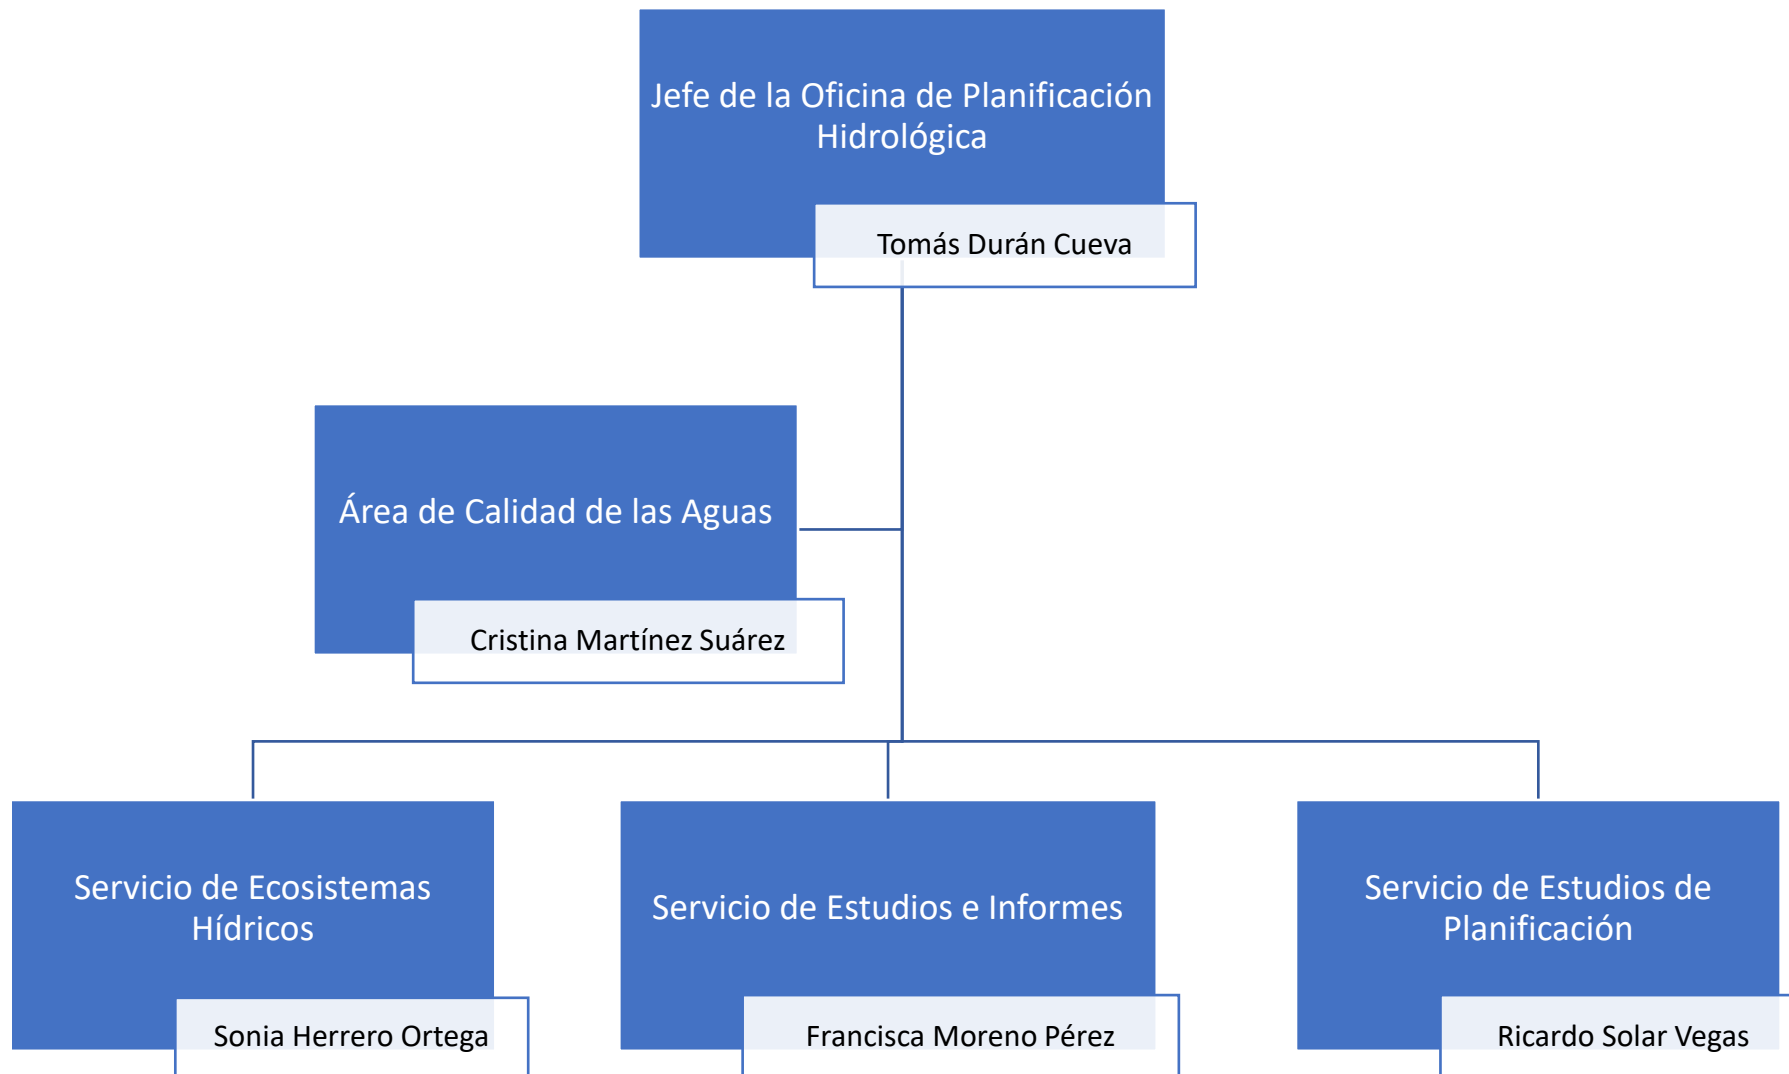 Jefe de la Oficina de Planificación
Hidrológica
Tomás Durán Cueva
Área de Calidad de las Aguas
Cristina Martínez Suárez
Servicio de Ecosistemas
Hídricos
Sonia Herrero Ortega
Servicio de Estudios e Informes
Francisca Moreno Pérez
Servicio de Estudios de
Planificación
Ricardo Solar Vegas